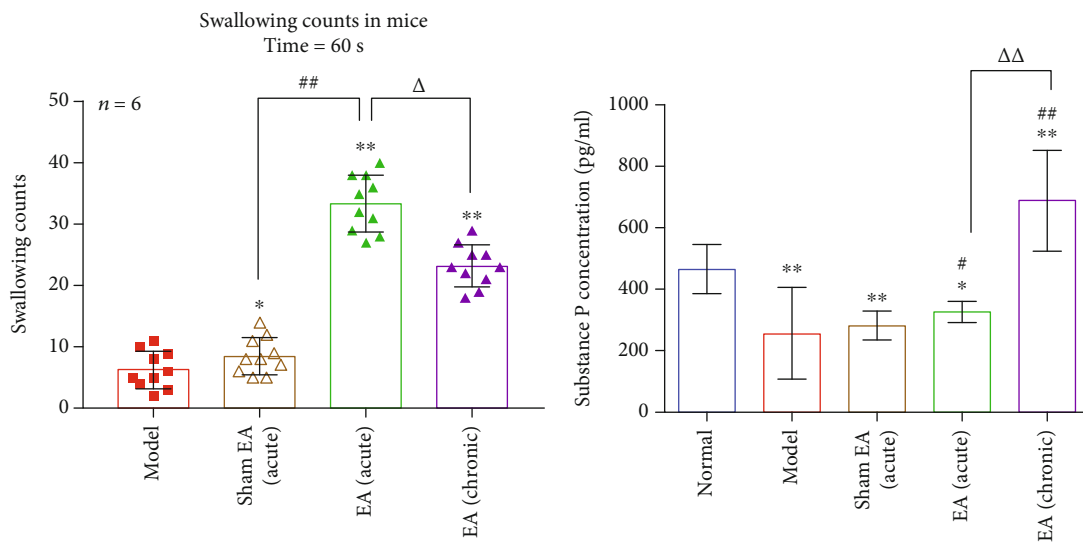 Swallowing counts in mice
Time = 60 s
##
Δ
n = 6
50
40
30
20
10
0
Swallowing counts
*
**
**
Model
Sham EA
(acute)
EA (acute)
EA (chronic)
ΔΔ
1000
800
600
400
200
0
Substance P concentration (pg/ml)
**
**
#
*
##
**
Normal
Model
Sham EA
(acute)
EA (acute)
EA (chronic)